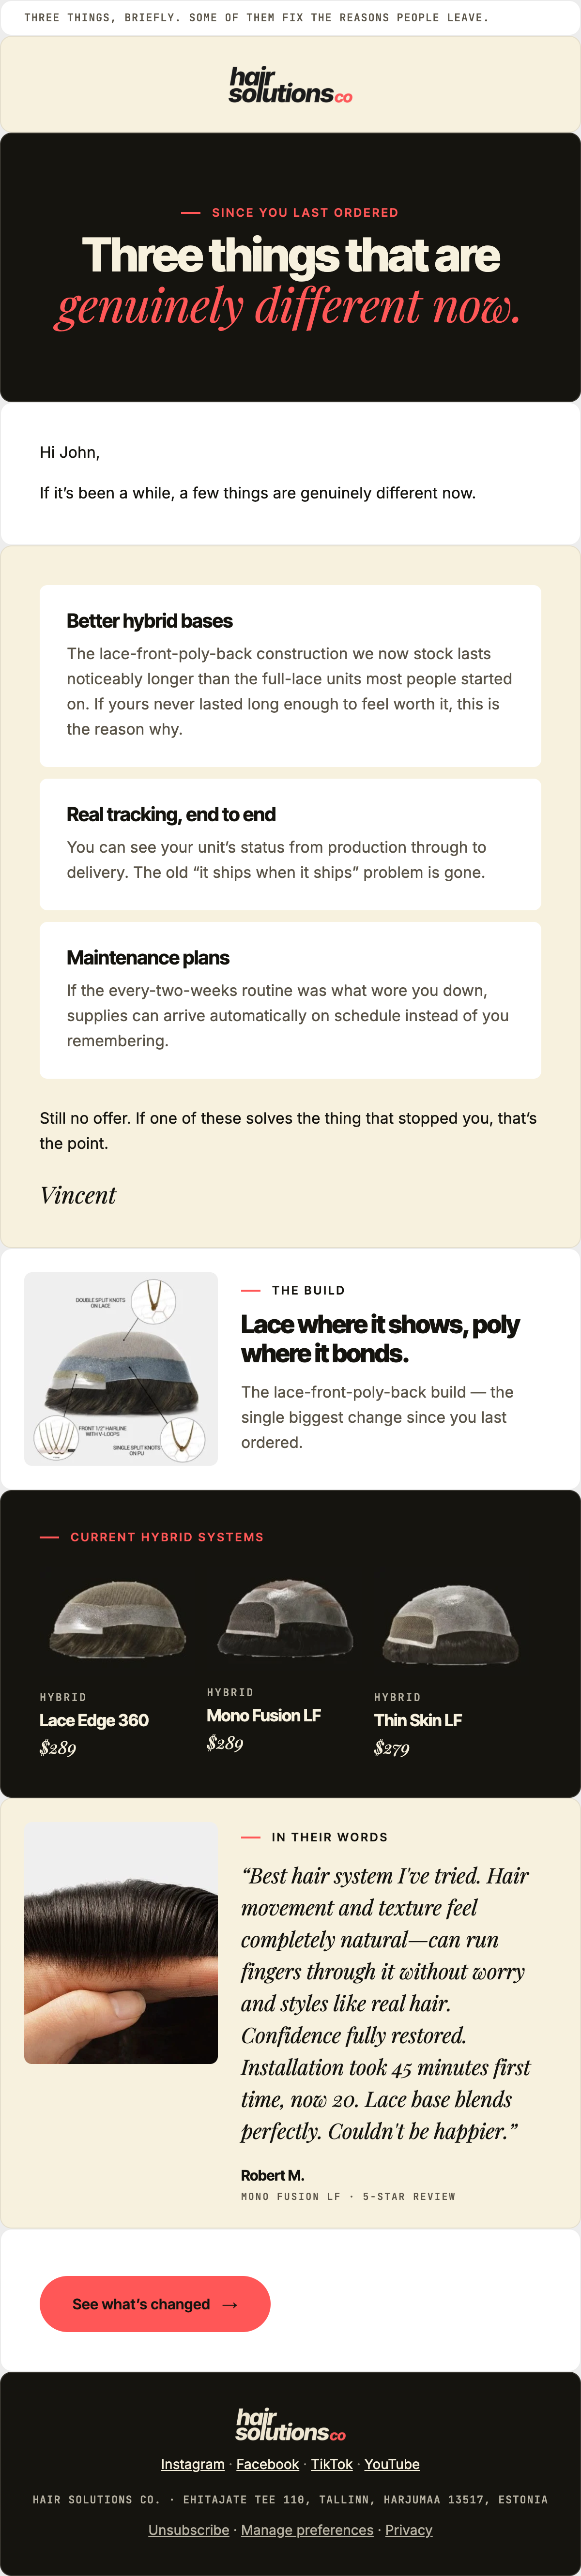 THREE THINGS, BRIEFLY. SOME OF THEM FIX THE REASONS PEOPLE LEAVE.
hair
solutions co
SINCE YOU LAST ORDERED
Three things that are
genuinely different now.
Hi John,
If it’s been a while, a few things are genuinely different now.
Better hybrid bases
The lace-front-poly-back construction we now stock lasts
noticeably longer than the full-lace units most people started
on. If yours never lasted long enough to feel worth it, this is
the reason why.
Real tracking, end to end
You can see your unit’s status from production through to
delivery. The old “it ships when it ships” problem is gone.
Maintenance plans
If the every-two-weeks routine was what wore you down,
supplies can arrive automatically on schedule instead of you
remembering.
Still no offer. If one of these solves the thing that stopped you, that’s
the point.
Vincent
DOUBLE SPLIT KNOTS
ON LACE
FRONT 1/2" HAIRLINE
WITH V-LOOPS
SINGLE SPLIT KNOTS
ON PU
THE BUILD
Lace where it shows, poly
where it bonds.
The lace-front-poly-back build — the
single biggest change since you last
ordered.
CURRENT HYBRID SYSTEMS
HYBRID
Lace Edge 360
$289
HYBRID
Mono Fusion LF
$289
HYBRID
Thin Skin LF
$279
IN THEIR WORDS
“Best hair system I've tried. Hair
movement and texture feel
completely natural—can run
fingers through it without worry
and styles like real hair.
Confidence fully restored.
Installation took 45 minutes first
time, now 20. Lace base blends
perfectly. Couldn't be happier.”
Robert M.
MONO FUSION LF · 5-STAR REVIEW
See what’s changed →
hair
solutions co
Instagram · Facebook · TikTok · YouTube
HAIR SOLUTIONS CO. · EHITAJATE TEE 110, TALLINN, HARJUMAA 13517, ESTONIA
Unsubscribe · Manage preferences · Privacy